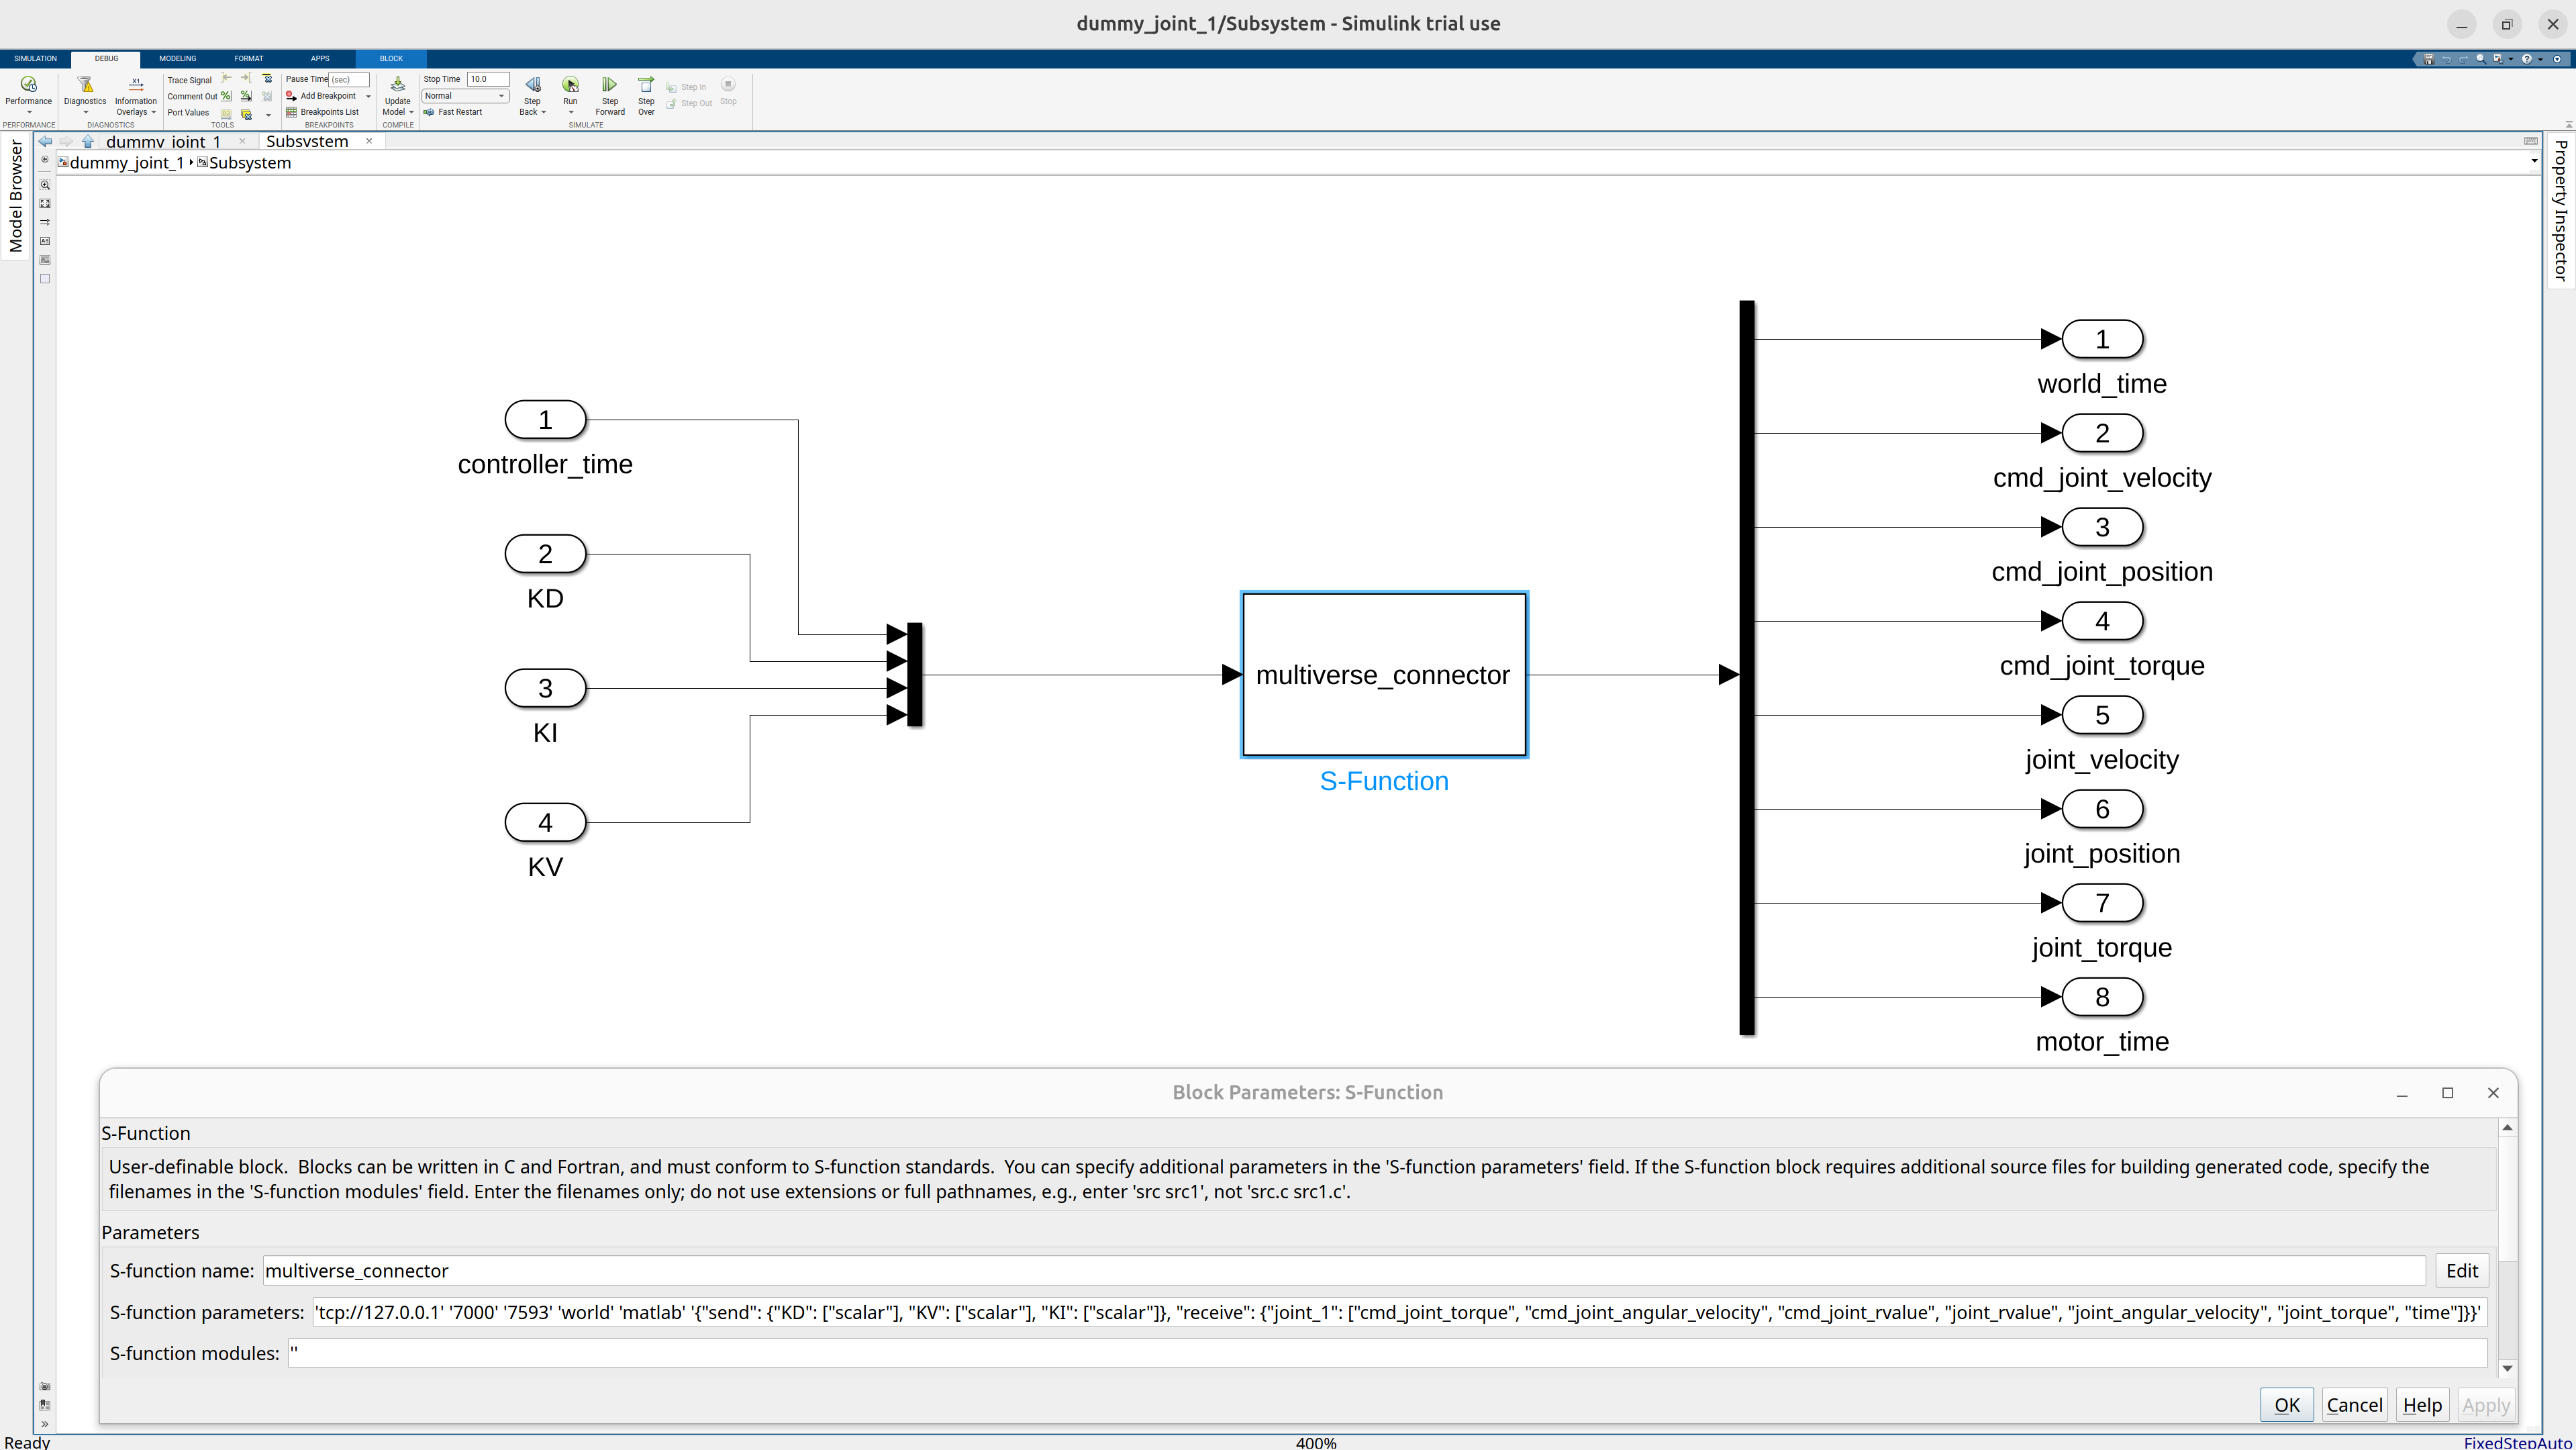 dummy_joint_1/Subsystem - Simulink trial use
SIMULATION DEBUG MODELING FORMAT APPS BLOCK
Performance
Diagnostics
Information Overlays
Trace Signal
Comment Out
Port Values
Pause Time (sec)
Add Breakpoint
Breakpoints List
Update Model
Stop Time 10.0
Normal
Fast Restart
Step Back
Run
Step Forward
Step Over
Step In
Step Out
Stop
PERFORMANCE DIAGNOSTICS TOOLS BREAKPOINTS COMPILE SIMULATE
Model Browser
Property Inspector
dummy_joint_1 Subsystem
dummy_joint_1 Subsystem
1
controller_time
2
KD
3
KI
4
KV
multiverse_connector
S-Function
1
world_time
2
cmd_joint_velocity
3
cmd_joint_position
4
cmd_joint_torque
5
joint_velocity
6
joint_position
7
joint_torque
8
motor_time
Block Parameters: S-Function
S-Function
User-definable block. Blocks can be written in C and Fortran, and must conform to S-function standards. You can specify additional parameters in the 'S-function parameters' field. If the S-function block requires additional source files for building generated code, specify the
filenames in the 'S-function modules' field. Enter the filenames only; do not use extensions or full pathnames, e.g., enter 'src src1', not 'src.c src1.c'.
Parameters
S-function name: multiverse_connector Edit
S-function parameters: 'tcp://127.0.0.1' '7000' '7593' 'world' 'matlab' '{"send": {"KD": ["scalar"], "KV": ["scalar"], "KI": ["scalar"]}, "receive": {"joint_1": ["cmd_joint_torque", "cmd_joint_angular_velocity", "cmd_joint_rvalue", "joint_rvalue", "joint_angular_velocity", "joint_torque", "time"]}}'
S-function modules: ''
OK Cancel Help Apply
Ready 400% FixedStepAuto